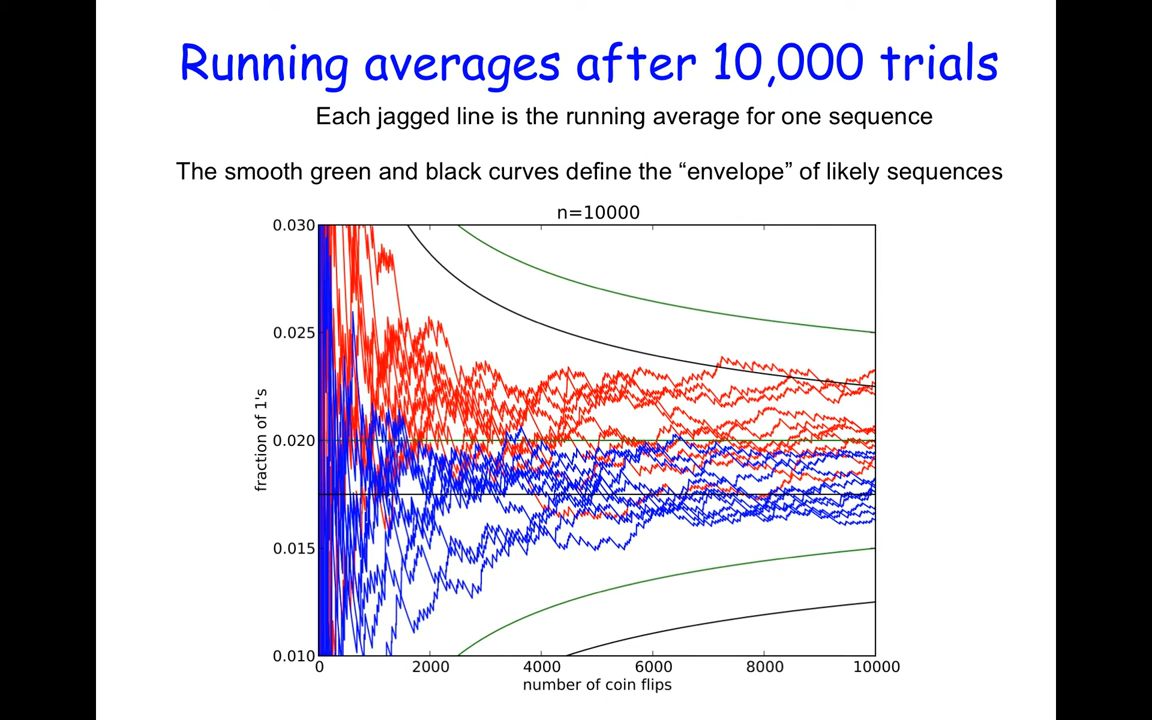 Running averages after 10,000 trials
Each jagged line is the running average for one sequence
The smooth green and black curves define the “envelope” of likely sequences
n=10000
0.030
0.025
0.020
0.015
0.010
fraction of 1's
0
2000
4000
6000
8000
10000
number of coin flips